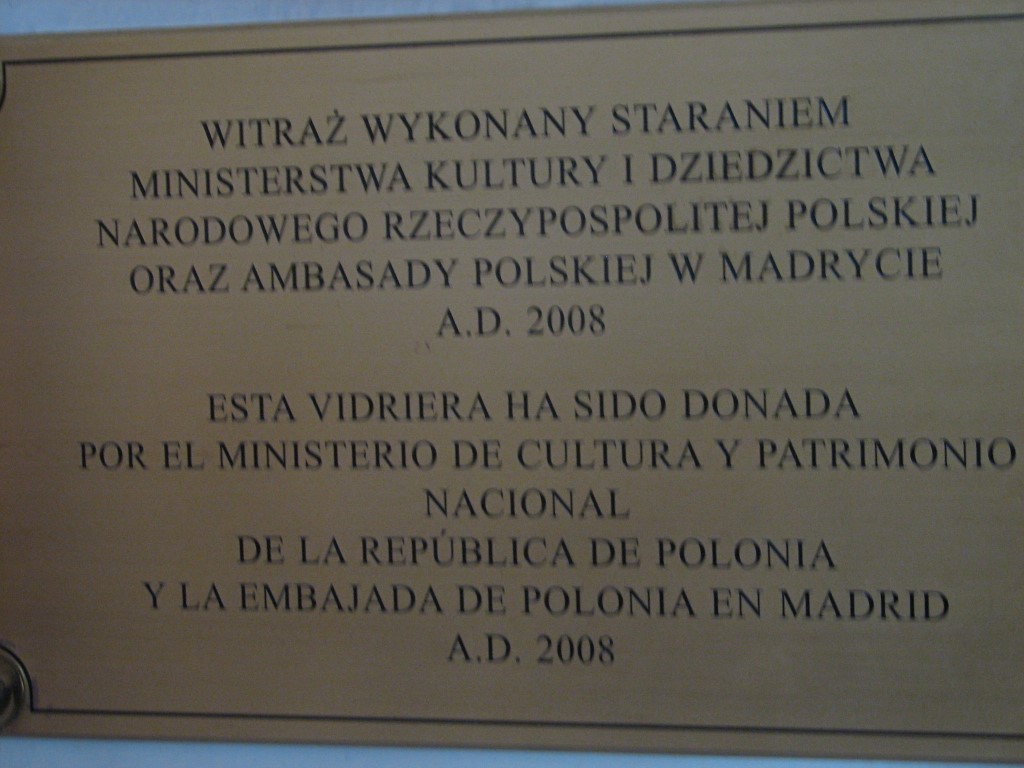 WITRAŻ WYKONANY STARANIEM
MINISTERSTWA KULTURY I DZIEDZICTWA
NARODOWEGO RZECZYPOSPOLITEJ POLSKIEJ
ORAZ AMBASADY POLSKIEJ W MADRYCIE
A.D. 2008
ESTA VIDRIERA HA SIDO DONADA
POR EL MINISTERIO DE CULTURA Y PATRIMONIO
NACIONAL
DE LA REPÚBLICA DE POLONIA
Y LA EMBAJADA DE POLONIA EN MADRID
A.D. 2008